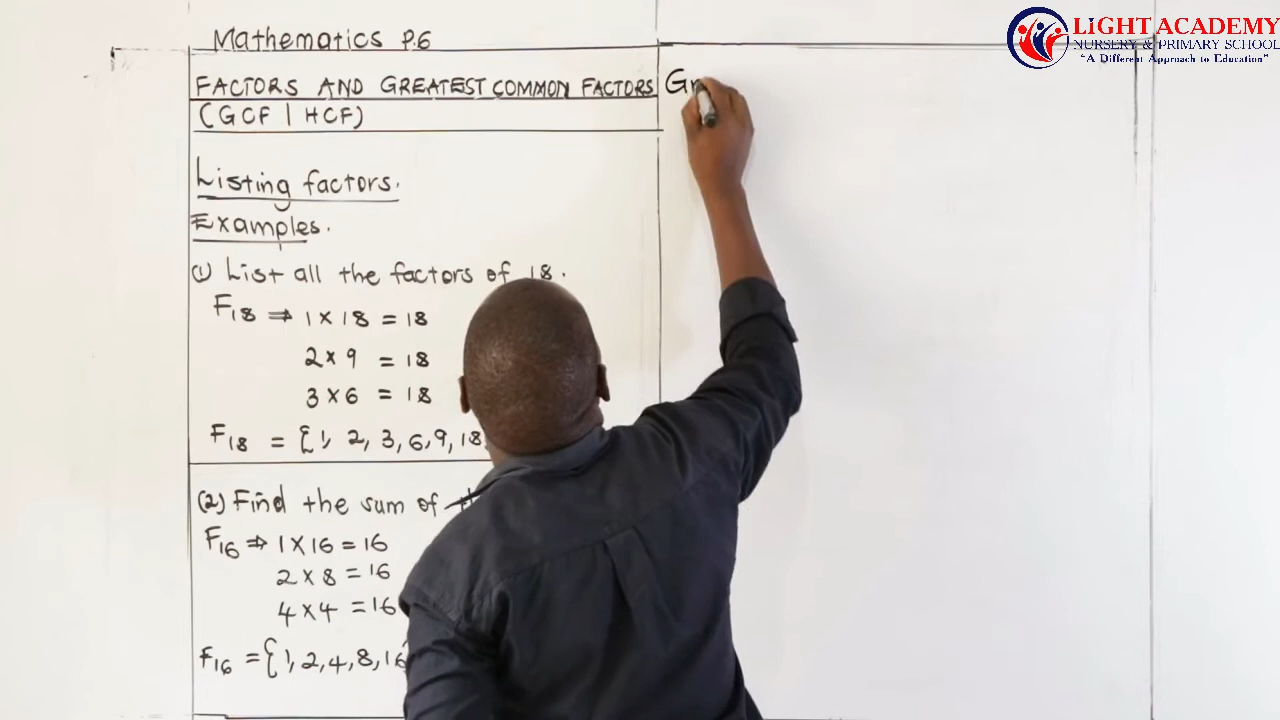 LIGHT ACADEMY
NURSERY & PRIMARY SCHOOL
"A Different Approach to Education"
Mathematics P.6
FACTORS AND GREATEST COMMON FACTORS
(GCF | HCF)
Listing factors.
Examples.
(1) List all the factors of 18.
F18 ⇒ 1 × 18 = 18
2 × 9 = 18
3 × 6 = 18
F18 = {1, 2, 3, 6, 9, 18
(2) Find the sum of
F16 ⇒ 1 × 16 = 16
2 × 8 = 16
4 × 4 = 16
F16 = {1, 2, 4, 8, 16
Gr